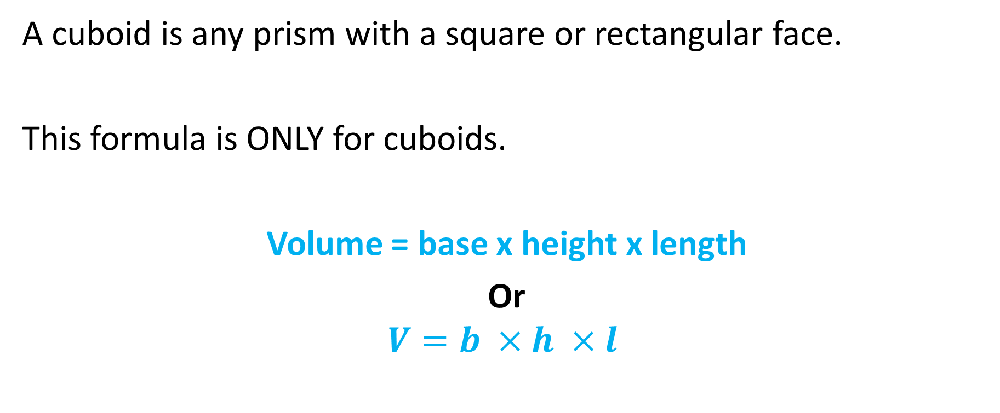 A cuboid is any prism with a square or rectangular face.
This formula is ONLY for cuboids.
Volume = base x height x length
Or
V = b × h × l